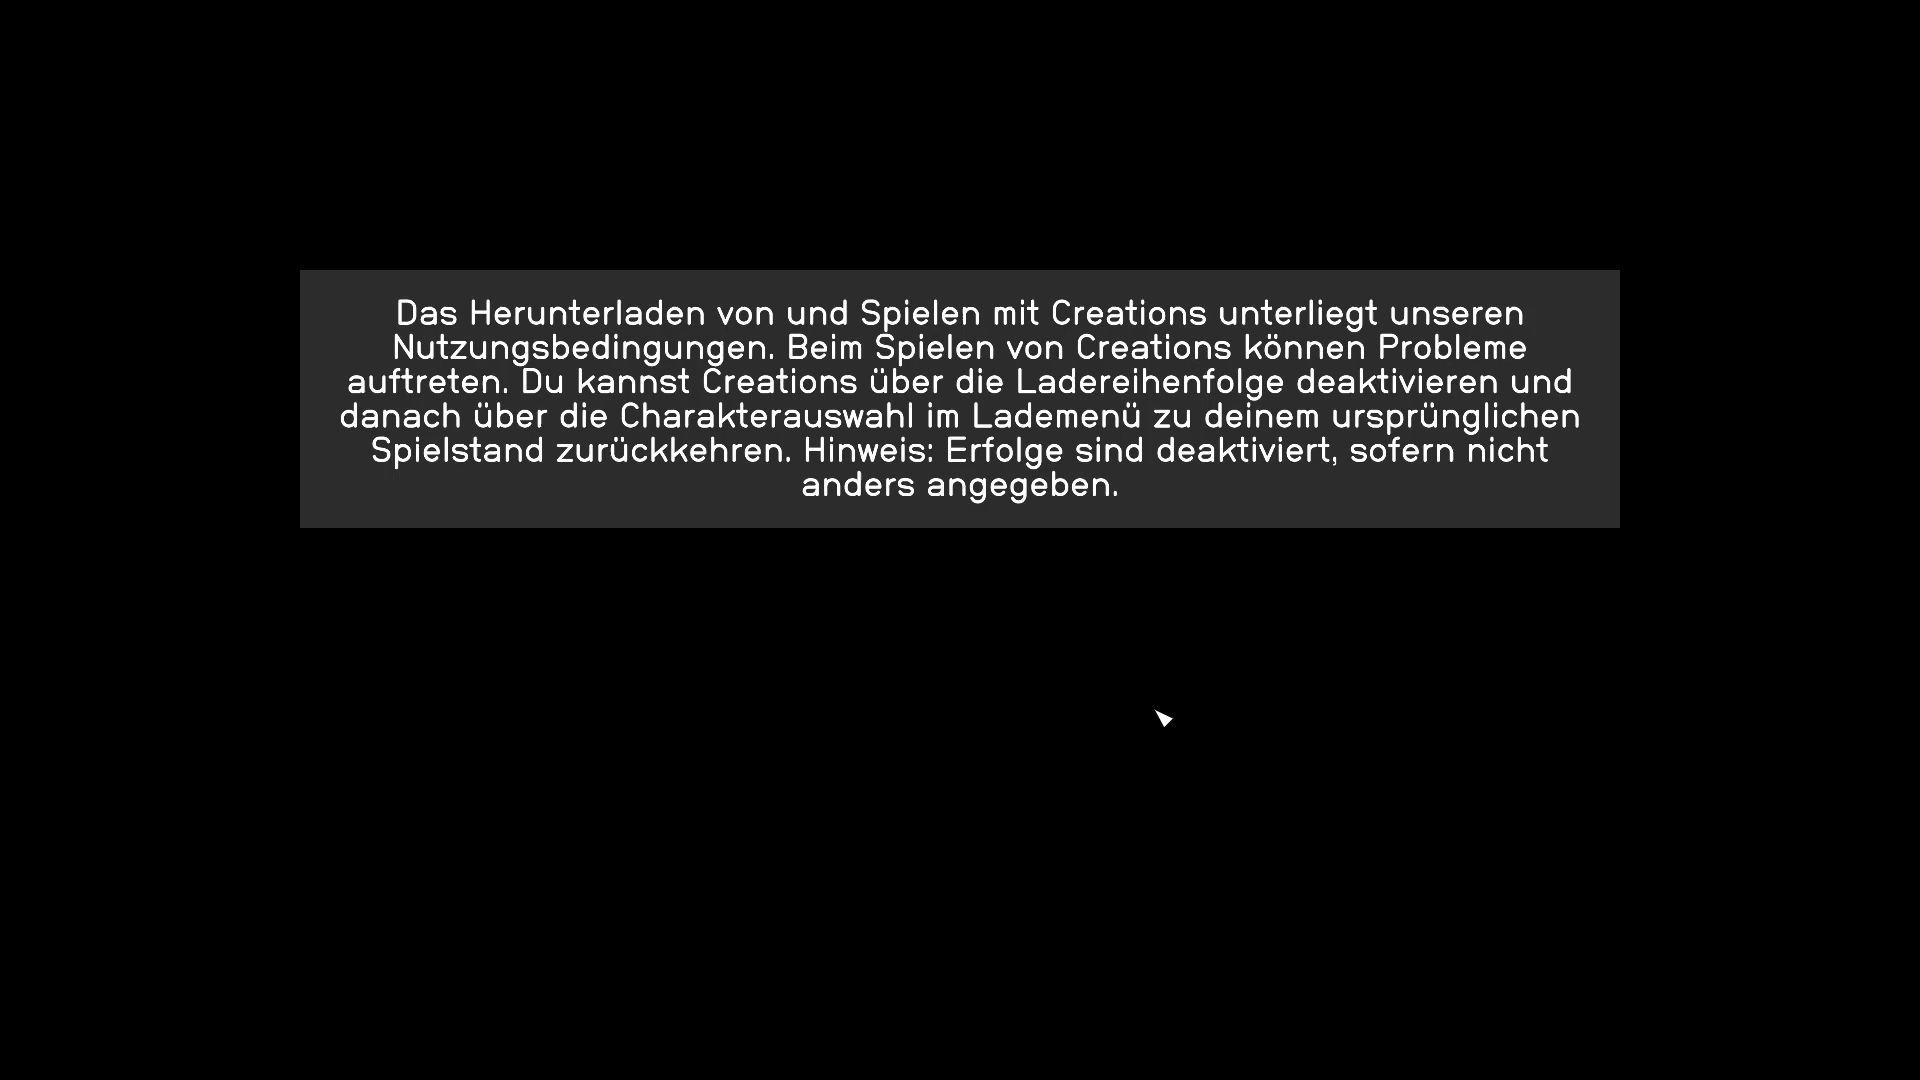 Das Herunterladen von und Spielen mit Creations unterliegt unseren
Nutzungsbedingungen. Beim Spielen von Creations können Probleme
auftreten. Du kannst Creations über die Ladereihenfolge deaktivieren und
danach über die Charakterauswahl im Lademenü zu deinem ursprünglichen
Spielstand zurückkehren. Hinweis: Erfolge sind deaktiviert, sofern nicht
anders angegeben.